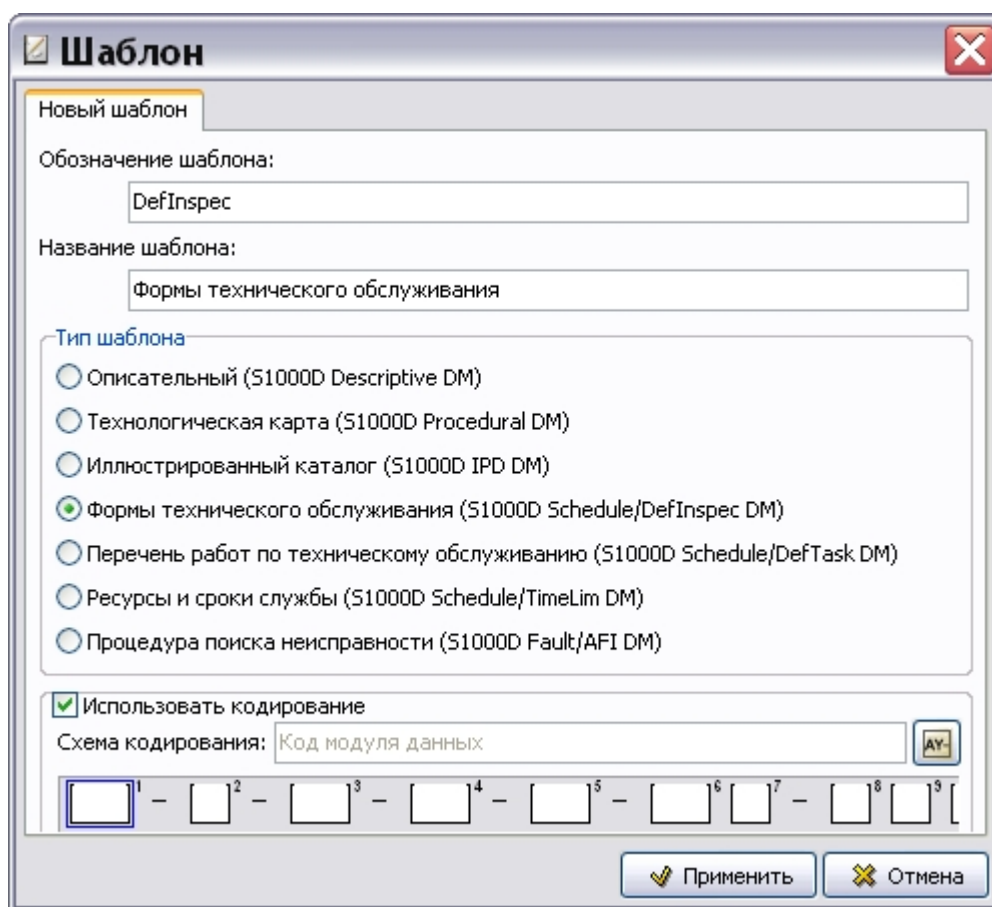 Шаблон
Новый шаблон
Обозначение шаблона:
DefInspec
Название шаблона:
Формы технического обслуживания
Тип шаблона
Описательный (S1000D Descriptive DM)
Технологическая карта (S1000D Procedural DM)
Иллюстрированный каталог (S1000D IPD DM)
Формы технического обслуживания (S1000D Schedule/DefInspec DM)
Перечень работ по техническому обслуживанию (S1000D Schedule/DefTask DM)
Ресурсы и сроки службы (S1000D Schedule/TimeLim DM)
Процедура поиска неисправности (S1000D Fault/AFI DM)
Использовать кодирование
Схема кодирования: Код модуля данных AY-
1 – 2 – 3 – 4 – 5 – 6 7 – 8 9
Применить Отмена